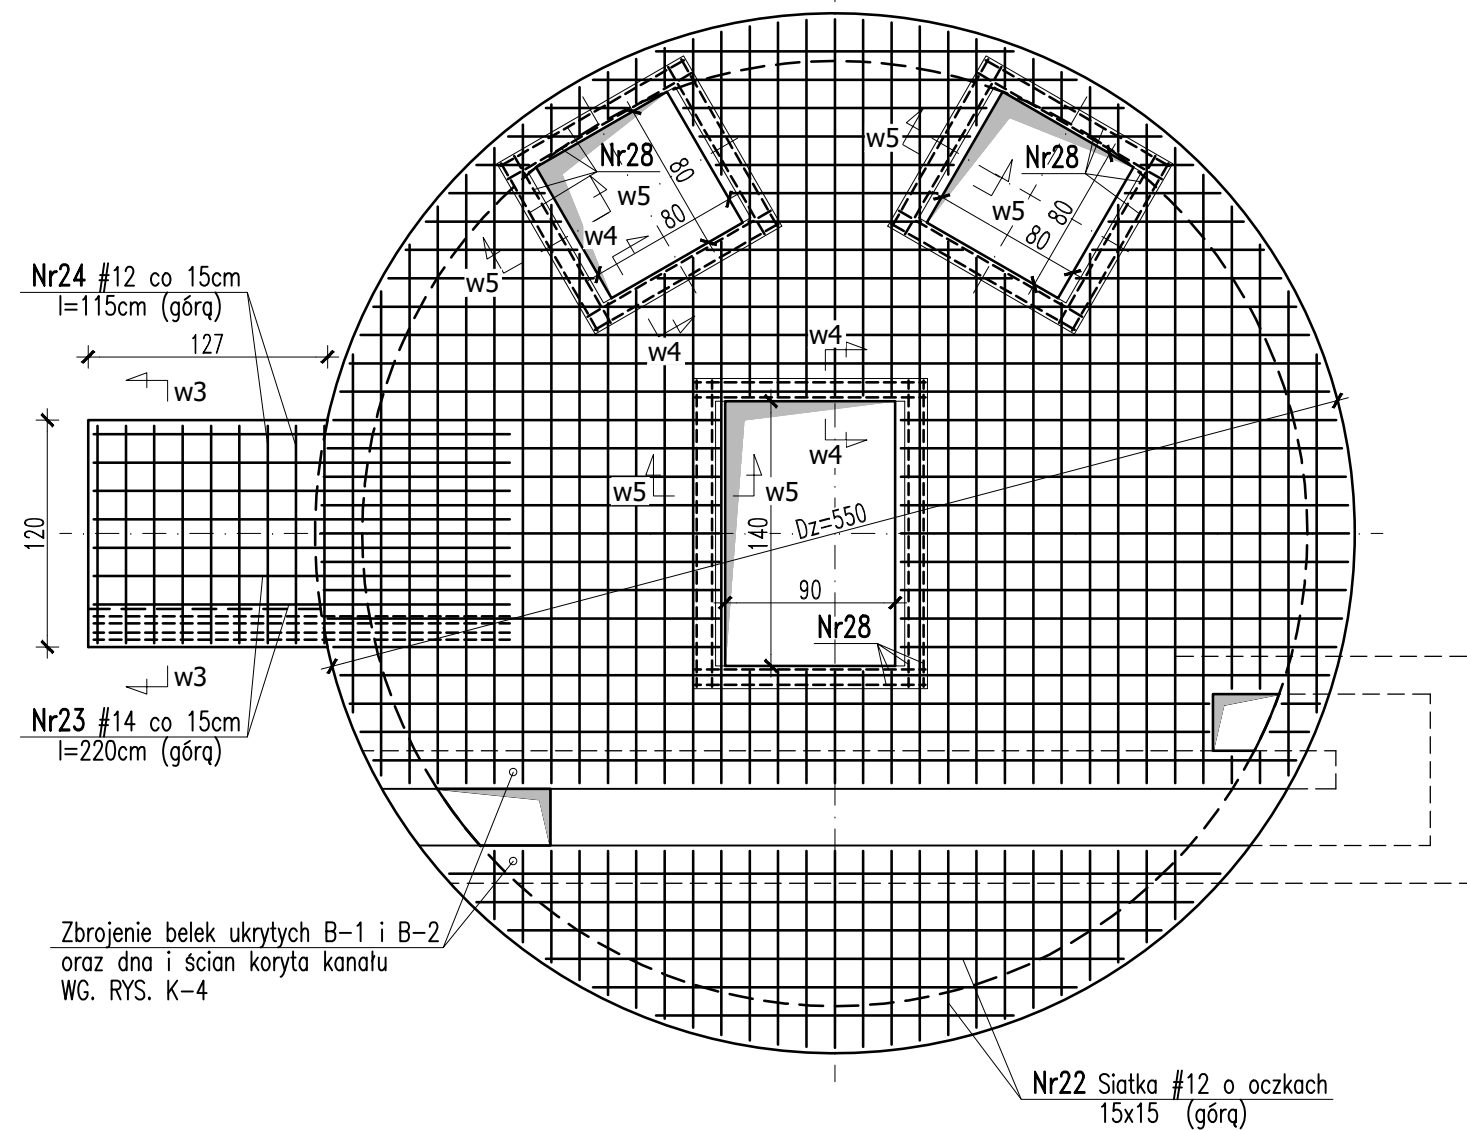 Nr28
80
80
w5
w4
w5
w4
w5
Nr28
w5
80
80
Nr24 #12 co 15cm
l=115cm (górą)
127
w3
w4
w4
w5
w5
120
140
Dz=550
90
Nr28
w3
Nr23 #14 co 15cm
l=220cm (górą)
Zbrojenie belek ukrytych B-1 i B-2
oraz dna i ścian koryta kanału
WG. RYS. K-4
Nr22 Siatka #12 o oczkach
15x15 (górą)